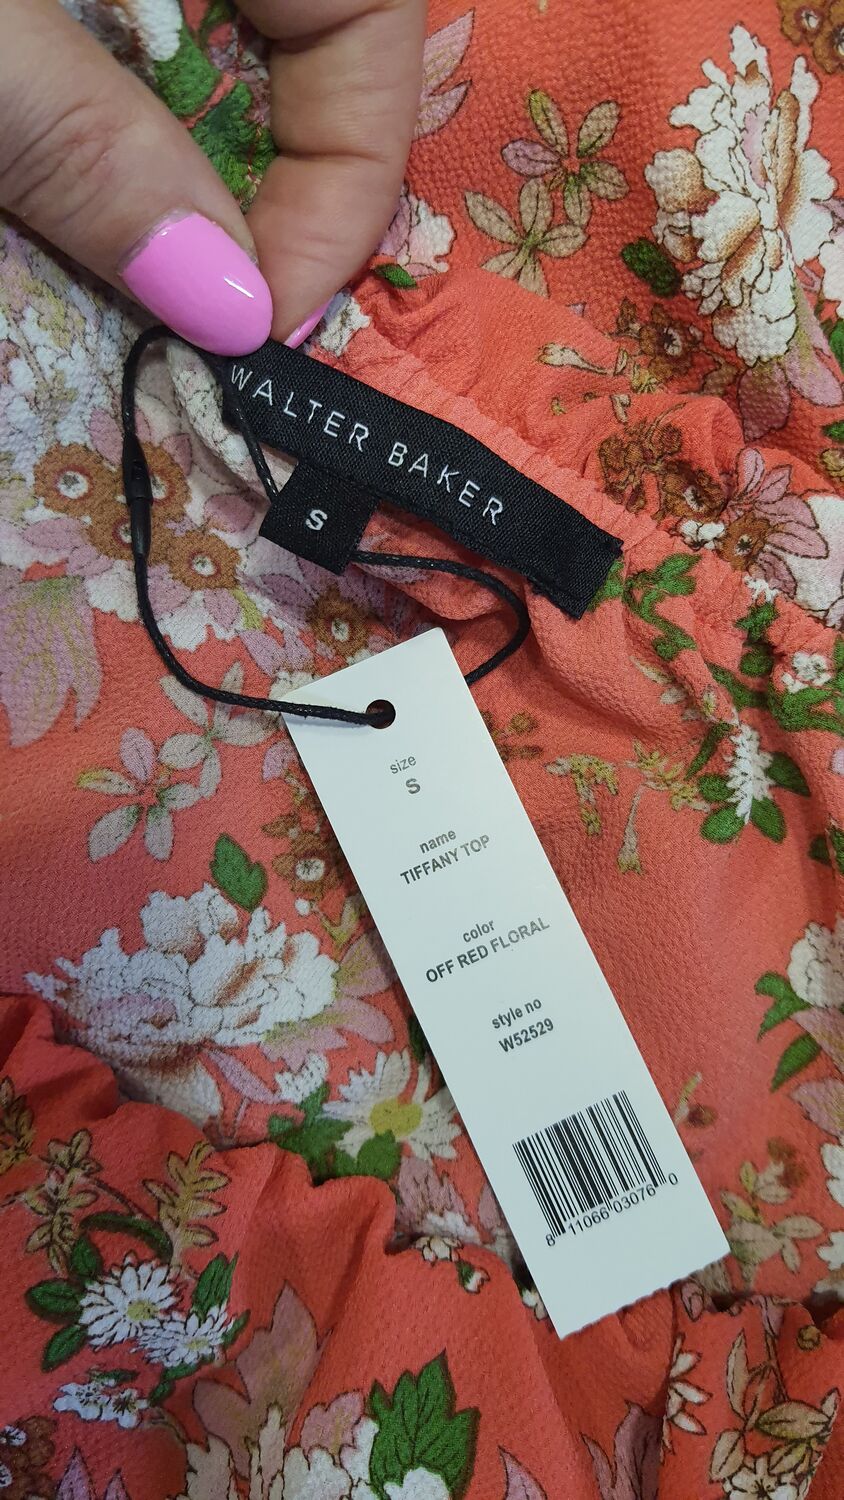 WALTER BAKER
S
size
S
name
TIFFANY TOP
color
OFF RED FLORAL
style no
W52529
8 11066 03076 0